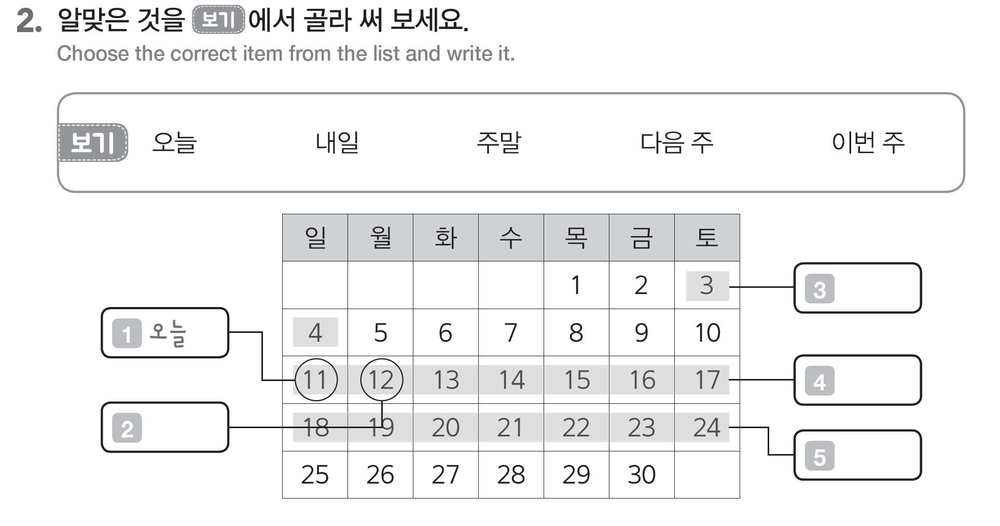 2. 알맞은 것을 보기 에서 골라 써 보세요.
Choose the correct item from the list and write it.
보기 오늘 내일 주말 다음 주 이번 주
일 월 화 수 목 금 토
1 2 3
3
1 오늘
4 5 6 7 8 9 10
11 12 13 14 15 16 17
4
2
18 19 20 21 22 23 24
5
25 26 27 28 29 30